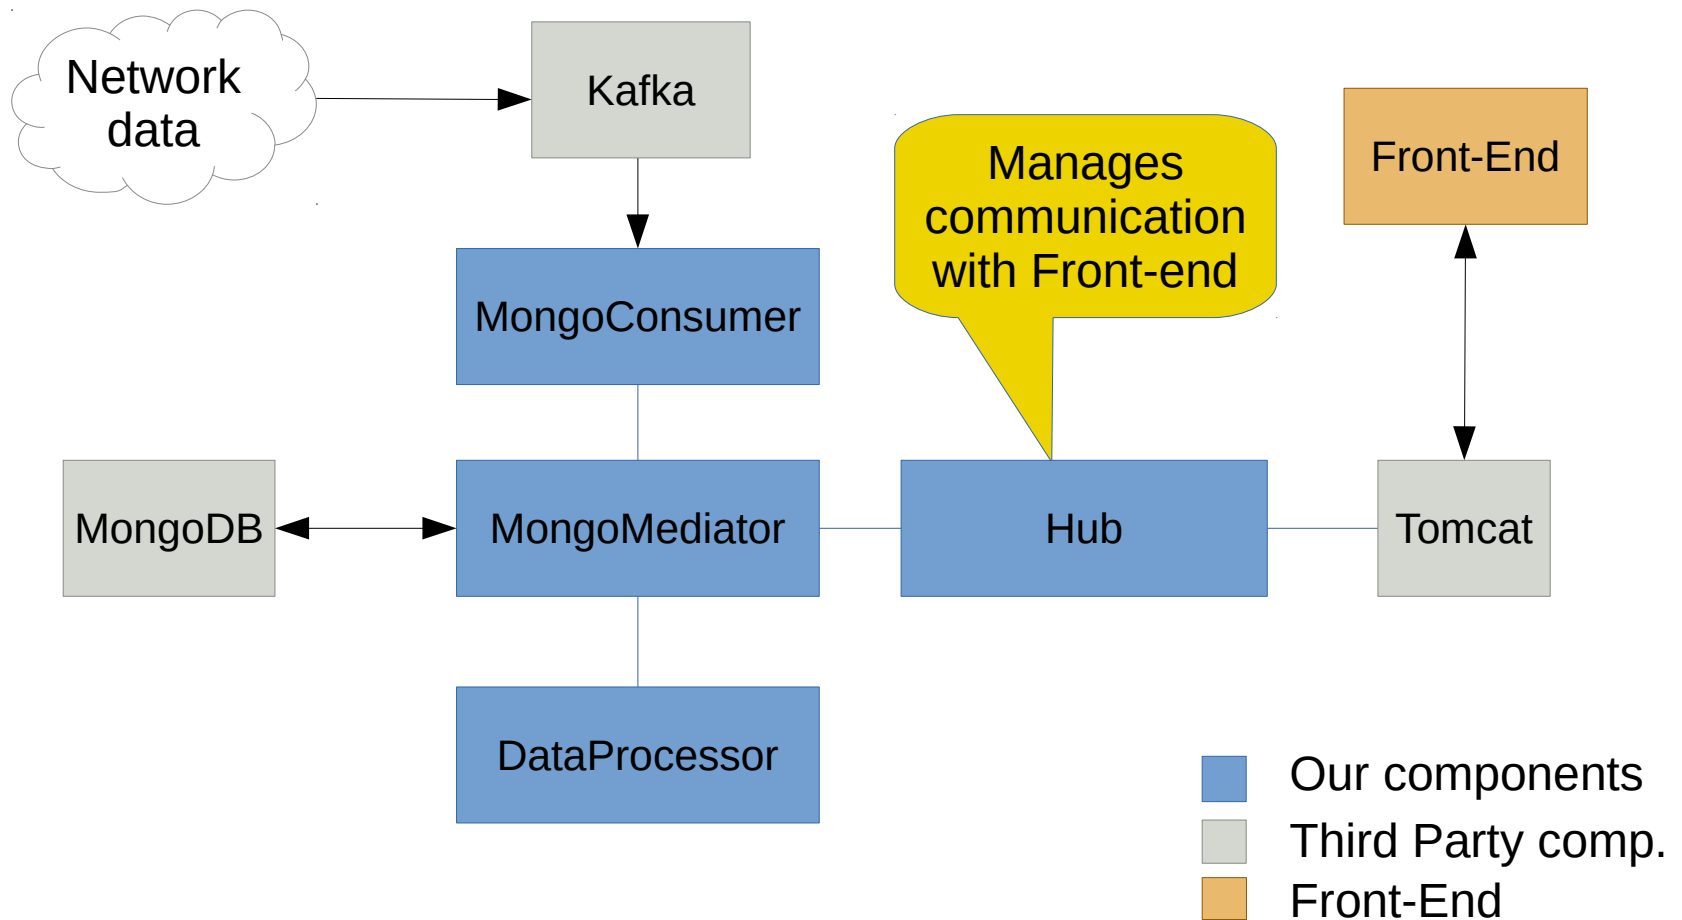 Network
data
Kafka
Manages
communication
with Front-end
Front-End
MongoConsumer
MongoDB
MongoMediator
Hub
Tomcat
DataProcessor
Our components
Third Party comp.
Front-End